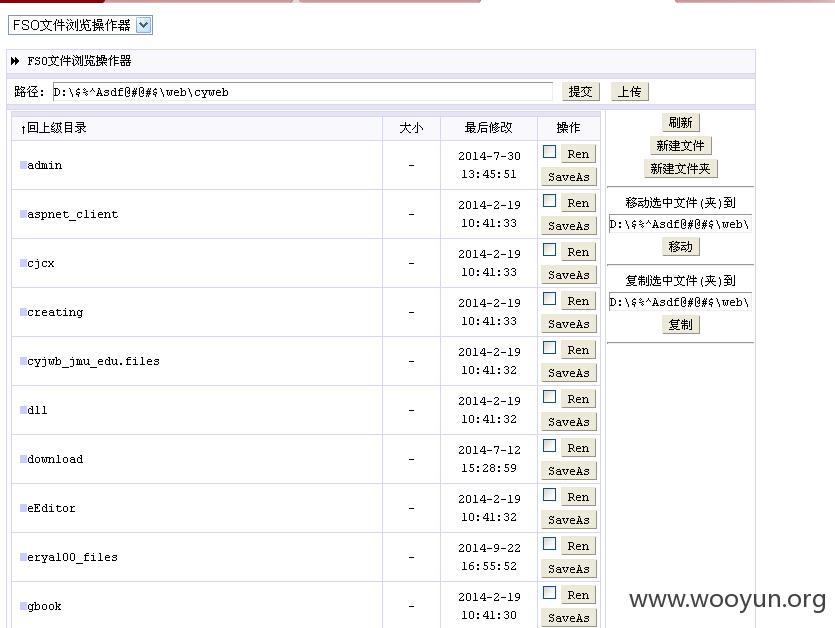 FSO文件浏览操作器
FSO文件浏览操作器
路径: D:\$%^Asdf@#@#$\web\cyweb 提交 上传
↑回上级目录 大小 最后修改 操作
admin - 2014-7-30 13:45:51 Ren SaveAs
aspnet_client - 2014-2-19 10:41:33 Ren SaveAs
cjcx - 2014-2-19 10:41:33 Ren SaveAs
creating - 2014-2-19 10:41:33 Ren SaveAs
cyjwb_jmu_edu.files - 2014-2-19 10:41:32 Ren SaveAs
dll - 2014-2-19 10:41:32 Ren SaveAs
download - 2014-7-12 15:28:59 Ren SaveAs
eEditor - 2014-2-19 10:41:32 Ren SaveAs
erya100_files - 2014-9-22 16:55:52 Ren SaveAs
gbook - 2014-2-19 10:41:30 Ren SaveAs
刷新
新建文件
新建文件夹
移动选中文件(夹)到
D:\$%^Asdf@#@#$\web\
移动
复制选中文件(夹)到
D:\$%^Asdf@#@#$\web\
复制
www.wooyun.org